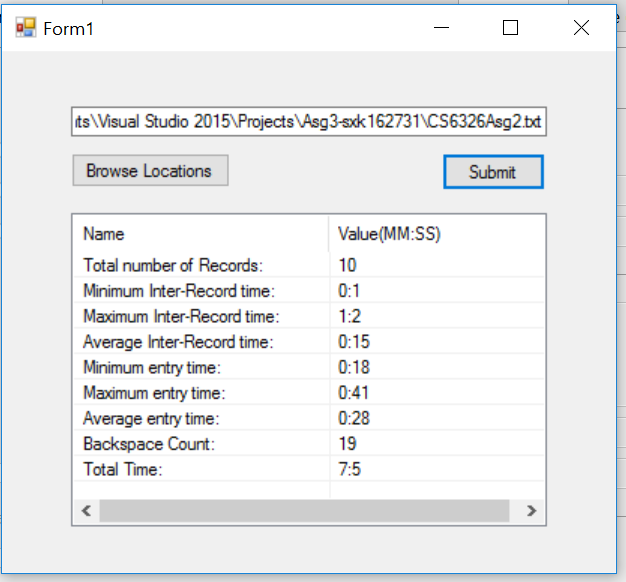 Form1
\Visual Studio 2015\Projects\Asg3-sxk162731\CS6326Asg2.txt
Browse Locations Submit
Name Value(MM:SS)
Total number of Records: 10
Minimum Inter-Record time: 0:1
Maximum Inter-Record time: 1:2
Average Inter-Record time: 0:15
Minimum entry time: 0:18
Maximum entry time: 0:41
Average entry time: 0:28
Backspace Count: 19
Total Time: 7:5